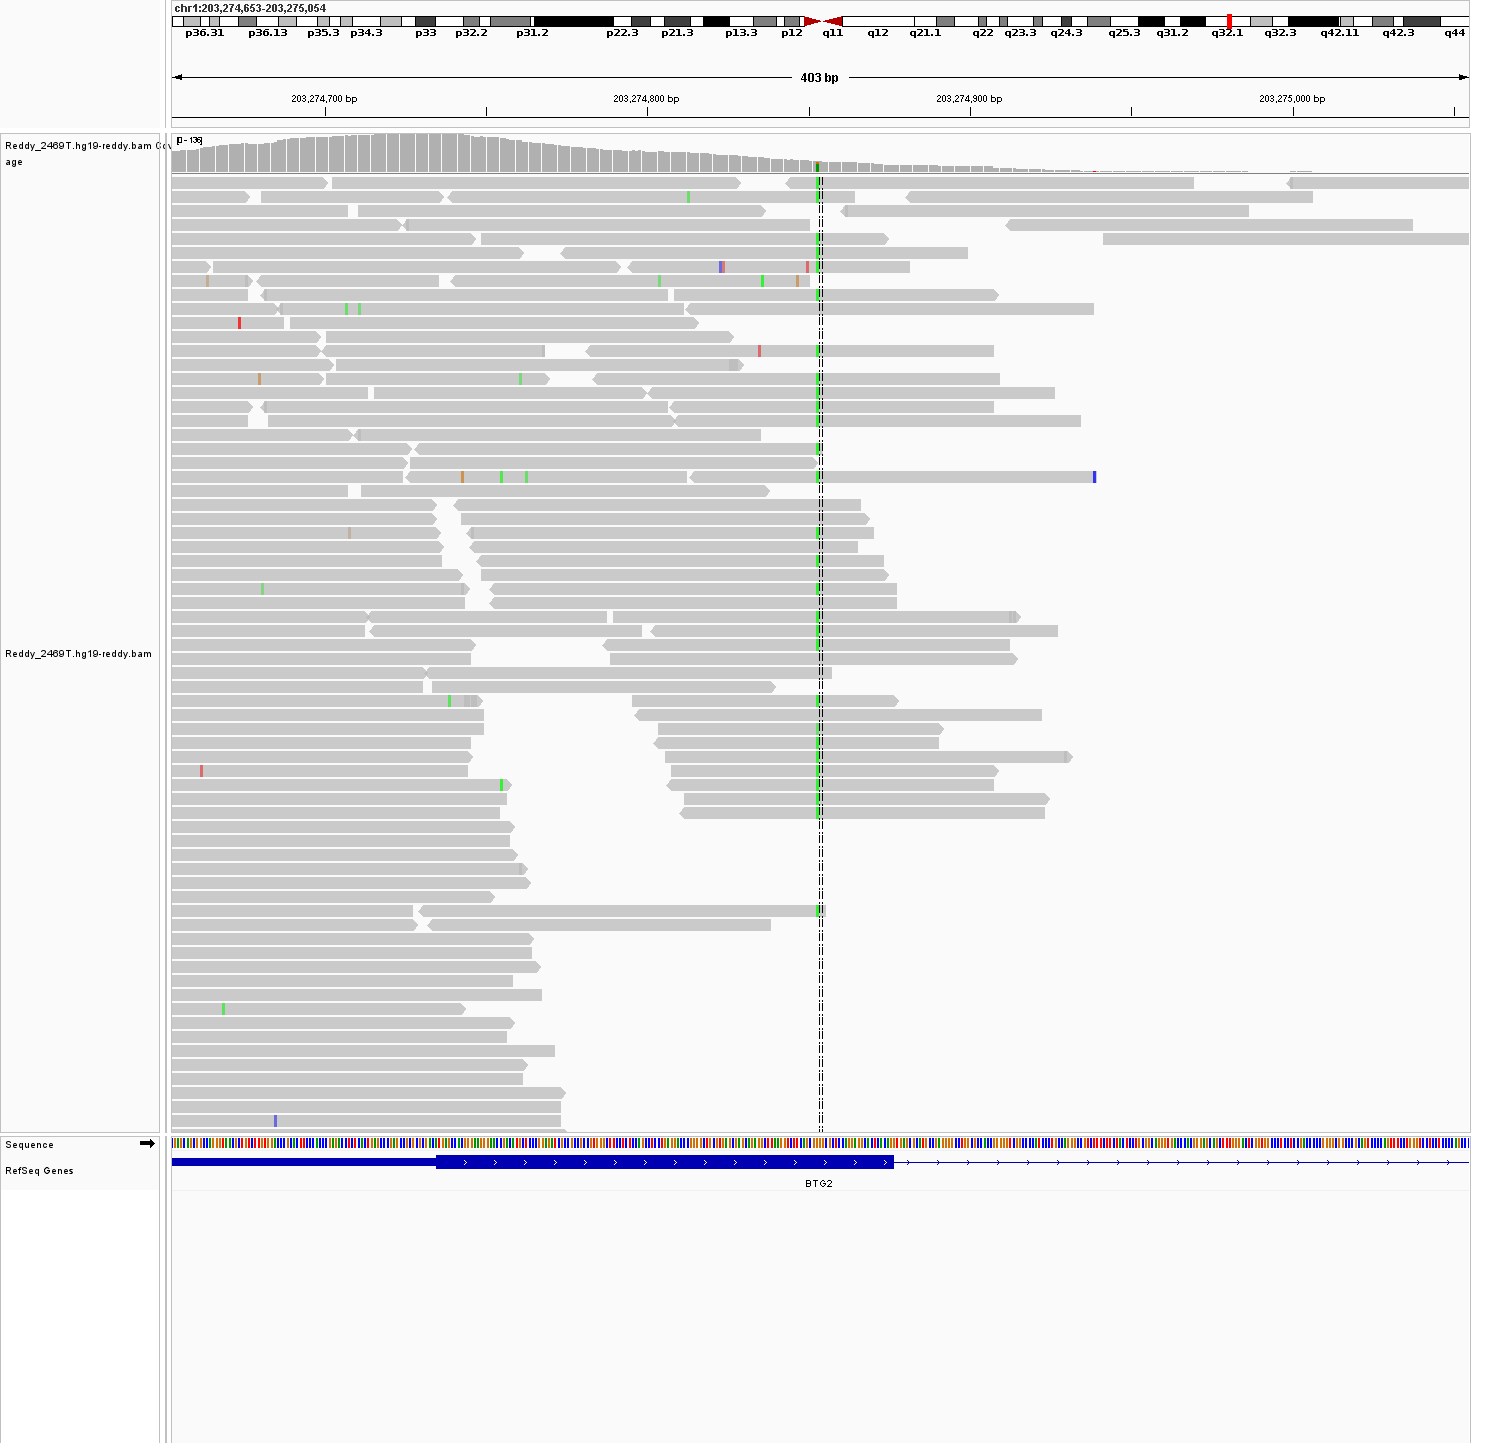 chr1:203,274,653-203,275,054
p36.31 p36.13 p35.3 p34.3 p33 p32.2 p31.2 p22.3 p21.3 p13.3 p12 q11 q12 q21.1 q22 q23.3 q24.3 q25.3 q31.2 q32.1 q32.3 q42.11 q42.3 q44
403 bp
203,274,700 bp 203,274,800 bp 203,274,900 bp 203,275,000 bp
[0 - 136]
Reddy_2469T.hg19-reddy.bam Cov
age
Reddy_2469T.hg19-reddy.bam
Sequence
RefSeq Genes
BTG2